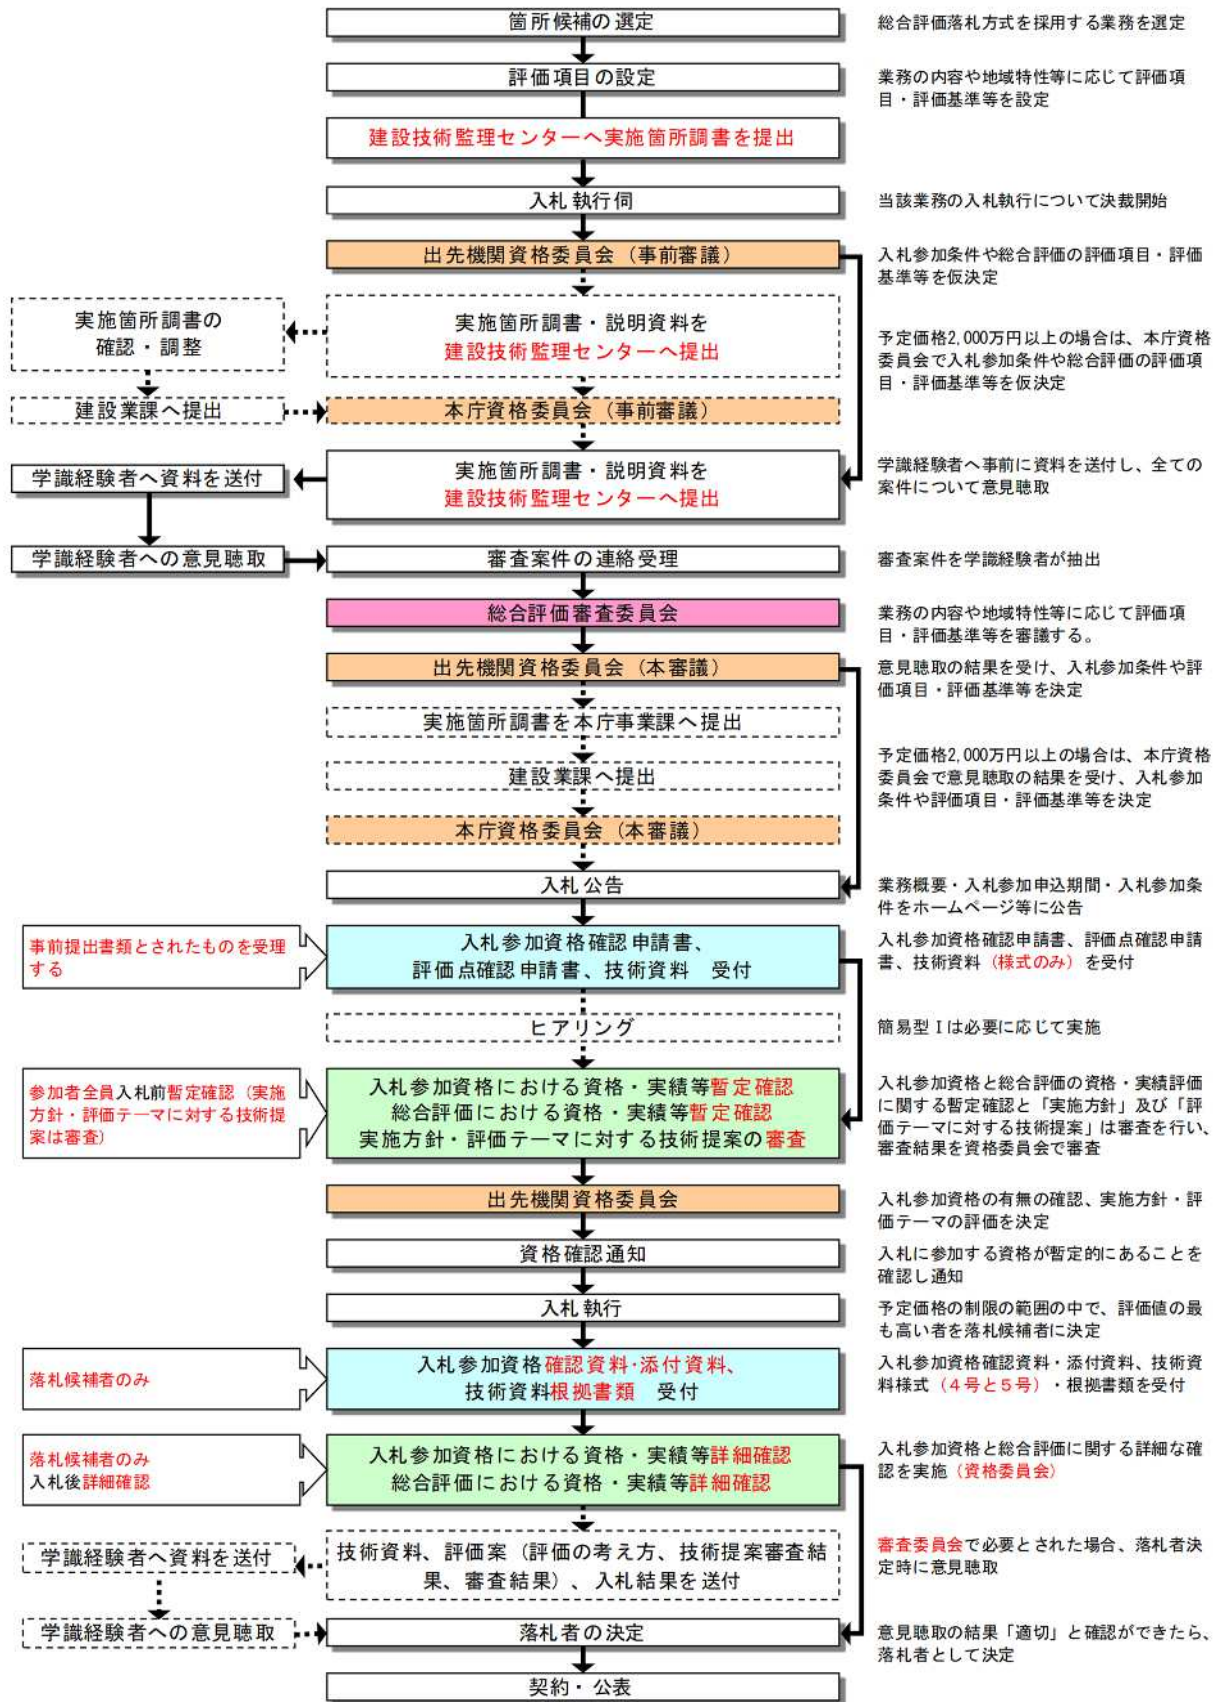 箇所候補の選定
総合評価落札方式を採用する業務を選定
評価項目の設定
業務の内容や地域特性等に応じて評価項
目・評価基準等を設定
建設技術監理センターへ実施箇所調書を提出
入札執行伺
当該業務の入札執行について決裁開始
出先機関資格委員会（事前審議）
入札参加条件や総合評価の評価項目・評価
基準等を仮決定
実施箇所調書の
確認・調整
実施箇所調書・説明資料を
建設技術監理センターへ提出
予定価格2,000万円以上の場合は、本庁資格
委員会で入札参加条件や総合評価の評価項
目・評価基準等を仮決定
建設業課へ提出
本庁資格委員会（事前審議）
学識経験者へ資料を送付
実施箇所調書・説明資料を
建設技術監理センターへ提出
学識経験者へ事前に資料を送付し、全ての
案件について意見聴取
学識経験者への意見聴取
審査案件の連絡受理
審査案件を学識経験者が抽出
総合評価審査委員会
業務の内容や地域特性等に応じて評価項
目・評価基準等を審議する。
出先機関資格委員会（本審議）
意見聴取の結果を受け、入札参加条件や評
価項目・評価基準等を決定
実施箇所調書を本庁事業課へ提出
建設業課へ提出
予定価格2,000万円以上の場合は、本庁資格
委員会で意見聴取の結果を受け、入札参加
条件や評価項目・評価基準等を決定
本庁資格委員会（本審議）
入札公告
業務概要・入札参加申込期間・入札参加条
件をホームページ等に公告
事前提出書類とされたものを受理
する
入札参加資格確認申請書、
評価点確認申請書、技術資料　受付
入札参加資格確認申請書、評価点確認申請
書、技術資料（様式のみ）を受付
ヒアリング
簡易型Ⅰは必要に応じて実施
参加者全員入札前暫定確認（実施
方針・評価テーマに対する技術提
案は審査）
入札参加資格における資格・実績等暫定確認
総合評価における資格・実績等暫定確認
実施方針・評価テーマに対する技術提案の審査
入札参加資格と総合評価の資格・実績評価
に関する暫定確認と「実施方針」及び「評
価テーマに対する技術提案」は審査を行い、
審査結果を資格委員会で審査
出先機関資格委員会
入札参加資格の有無の確認、実施方針・評
価テーマの評価を決定
資格確認通知
入札に参加する資格が暫定的にあることを
確認し通知
入札執行
予定価格の制限の範囲の中で、評価値の最
も高い者を落札候補者に決定
落札候補者のみ
入札参加資格確認資料・添付資料、
技術資料根拠書類　受付
入札参加資格確認資料・添付資料、技術資
料様式（４号と５号）・根拠書類を受付
落札候補者のみ
入札後詳細確認
入札参加資格における資格・実績等詳細確認
総合評価における資格・実績等詳細確認
入札参加資格と総合評価に関する詳細な確
認を実施（資格委員会）
学識経験者へ資料を送付
技術資料、評価案（評価の考え方、技術提案審査結
果、審査結果）、入札結果を送付
審査委員会で必要とされた場合、落札者決
定時に意見聴取
学識経験者への意見聴取
落札者の決定
意見聴取の結果「適切」と確認ができたら、
落札者として決定
契約・公表